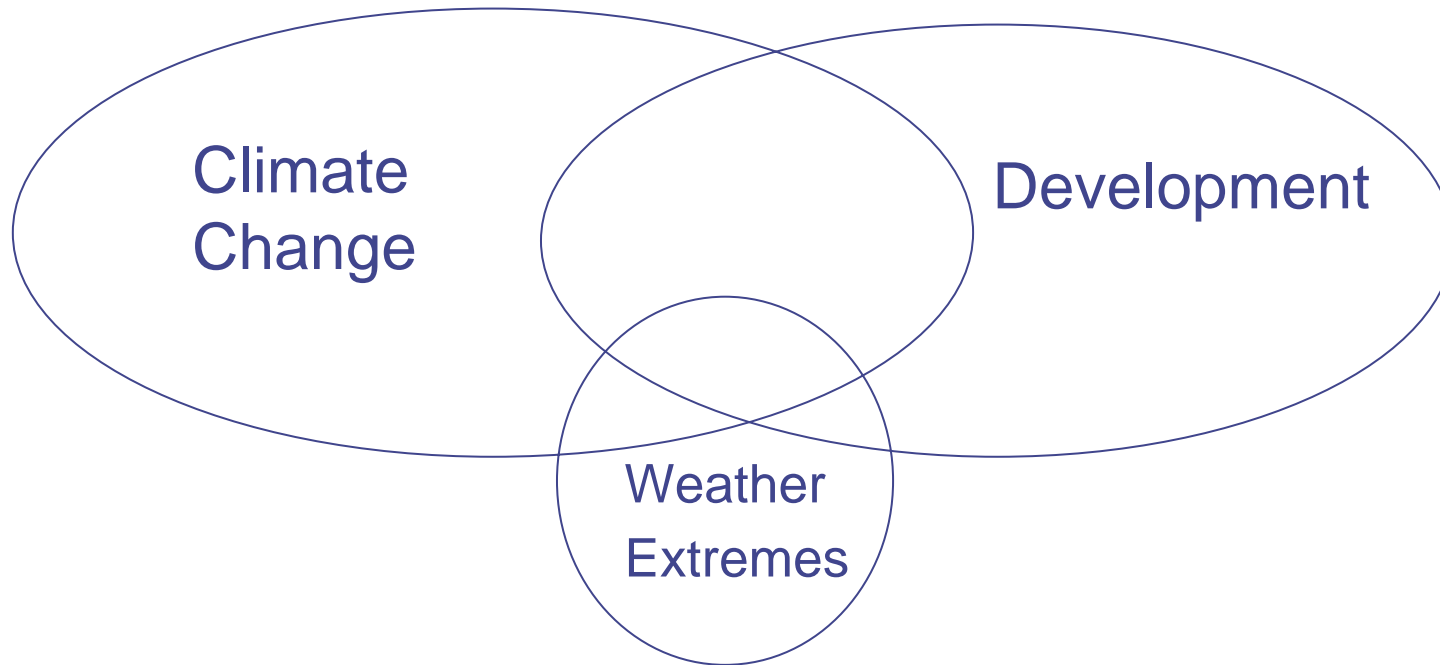 Climate
Change
Development
Weather
Extremes